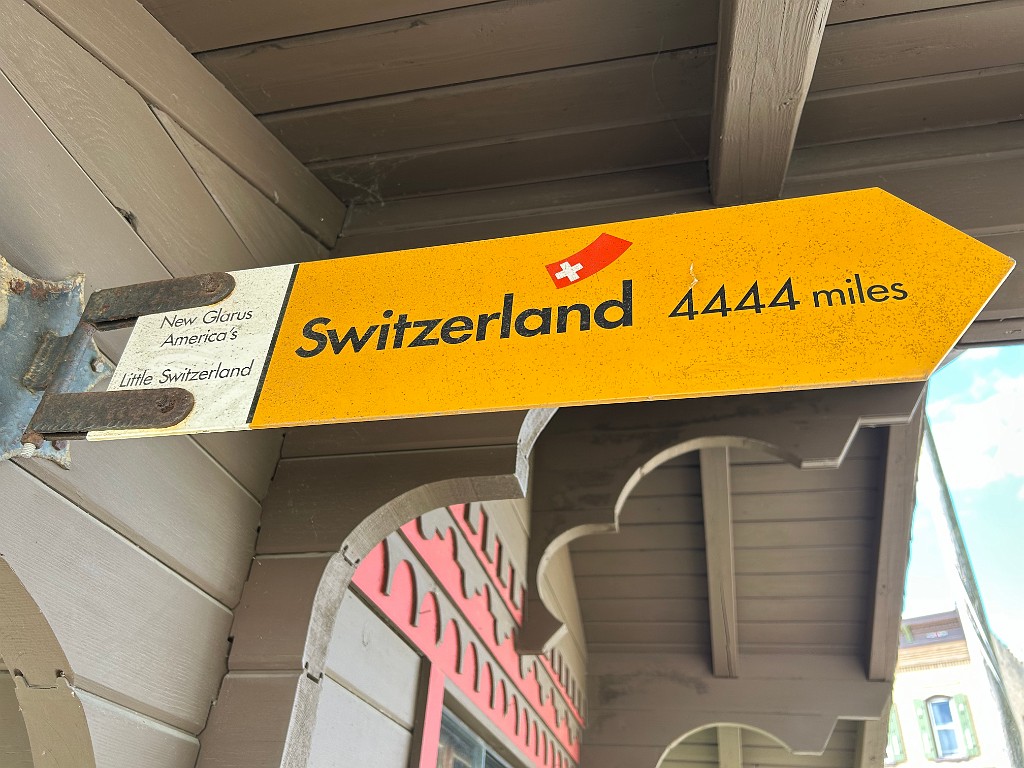 New Glarus
America's
Little Switzerland
Switzerland
4444 miles